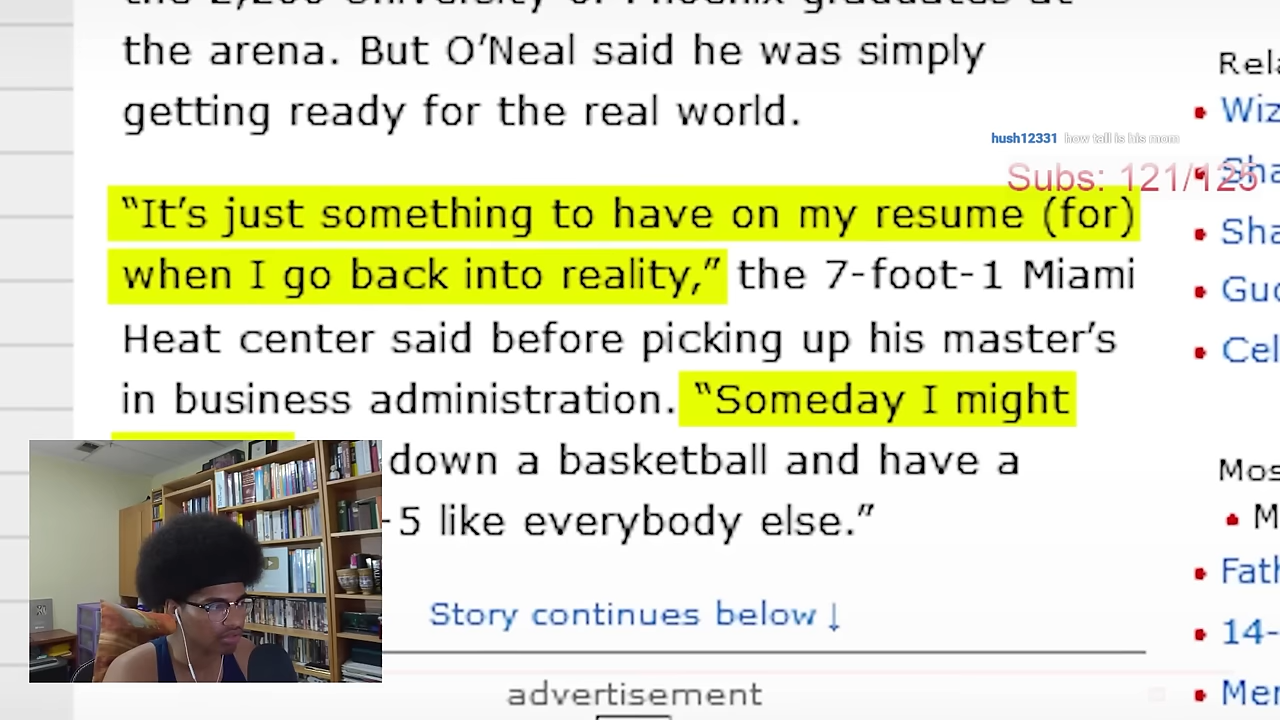 the arena. But O’Neal said he was simply
getting ready for the real world.
“It’s just something to have on my resume (for)
when I go back into reality,” the 7-foot-1 Miami
Heat center said before picking up his master’s
in business administration. “Someday I might
down a basketball and have a
-5 like everybody else.”
Story continues below ↓
advertisement
hush12331 how tall is his mom
Subs: 121/125
Rela
Wiz
Sha
Sha
Guc
Cel
Mos
M
Fath
14-
Mer